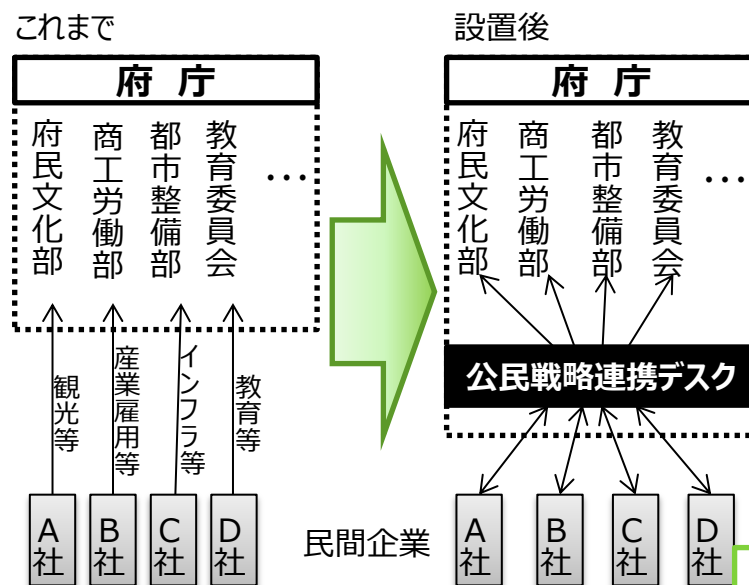 これまで
府 庁
府民文化部
商工労働部
都市整備部
教育委員会
…
観光等
産業雇用等
インフラ等
教育等
A社
B社
C社
D社
民間企業
設置後
府 庁
府民文化部
商工労働部
都市整備部
教育委員会
…
公民戦略連携デスク
A社
B社
C社
D社